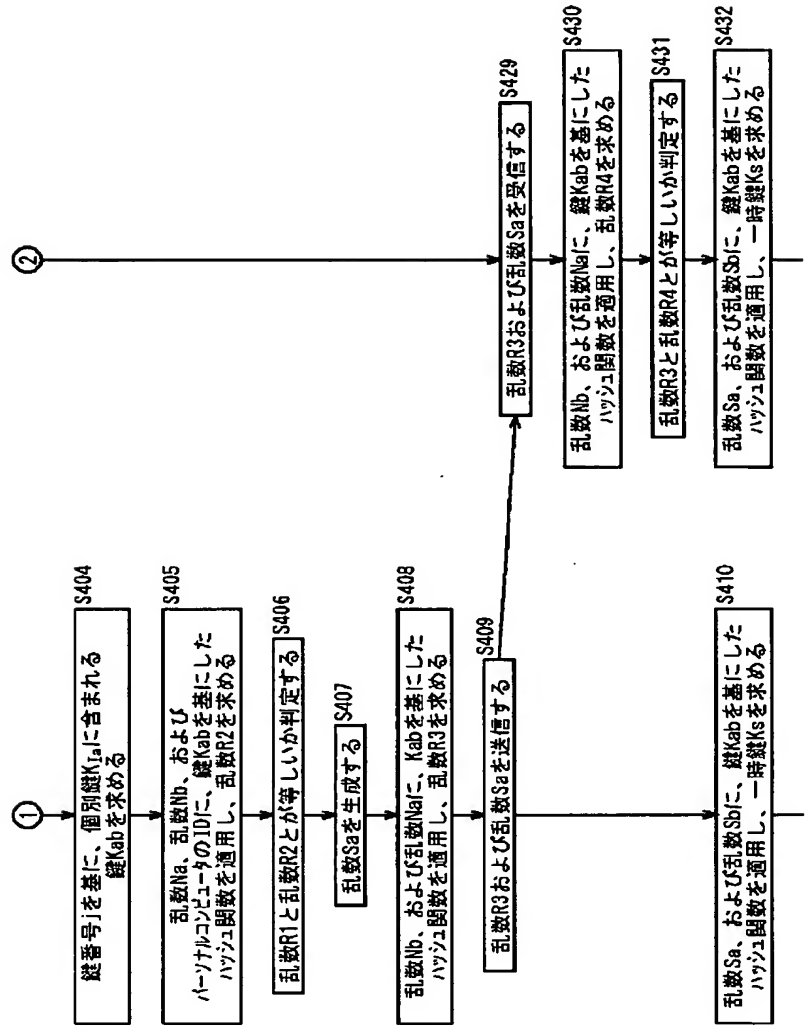 ①
S404
鍵番号jを基に、個別鍵KIaに含まれる
鍵Kabを求める
S405
乱数Na、乱数Nb、および
パーソナルコンピュータのIDに、鍵Kabを基にした
ハッシュ関数を適用し、乱数R2を求める
S406
乱数R1と乱数R2とが等しいか判定する
S407
乱数Saを生成する
S408
乱数Nb、および乱数Naに、Kabを基にした
ハッシュ関数を適用し、乱数R3を求める
S409
乱数R3および乱数Saを送信する
S410
乱数Sa、および乱数Sbに、鍵Kabを基にした
ハッシュ関数を適用し、一時鍵Ksを求める
②
S429
乱数R3および乱数Saを受信する
S430
乱数Nb、および乱数Naに、鍵Kabを基にした
ハッシュ関数を適用し、乱数R4を求める
S431
乱数R3と乱数R4とが等しいか判定する
S432
乱数Sa、および乱数Sbに、鍵Kabを基にした
ハッシュ関数を適用し、一時鍵Ksを求める